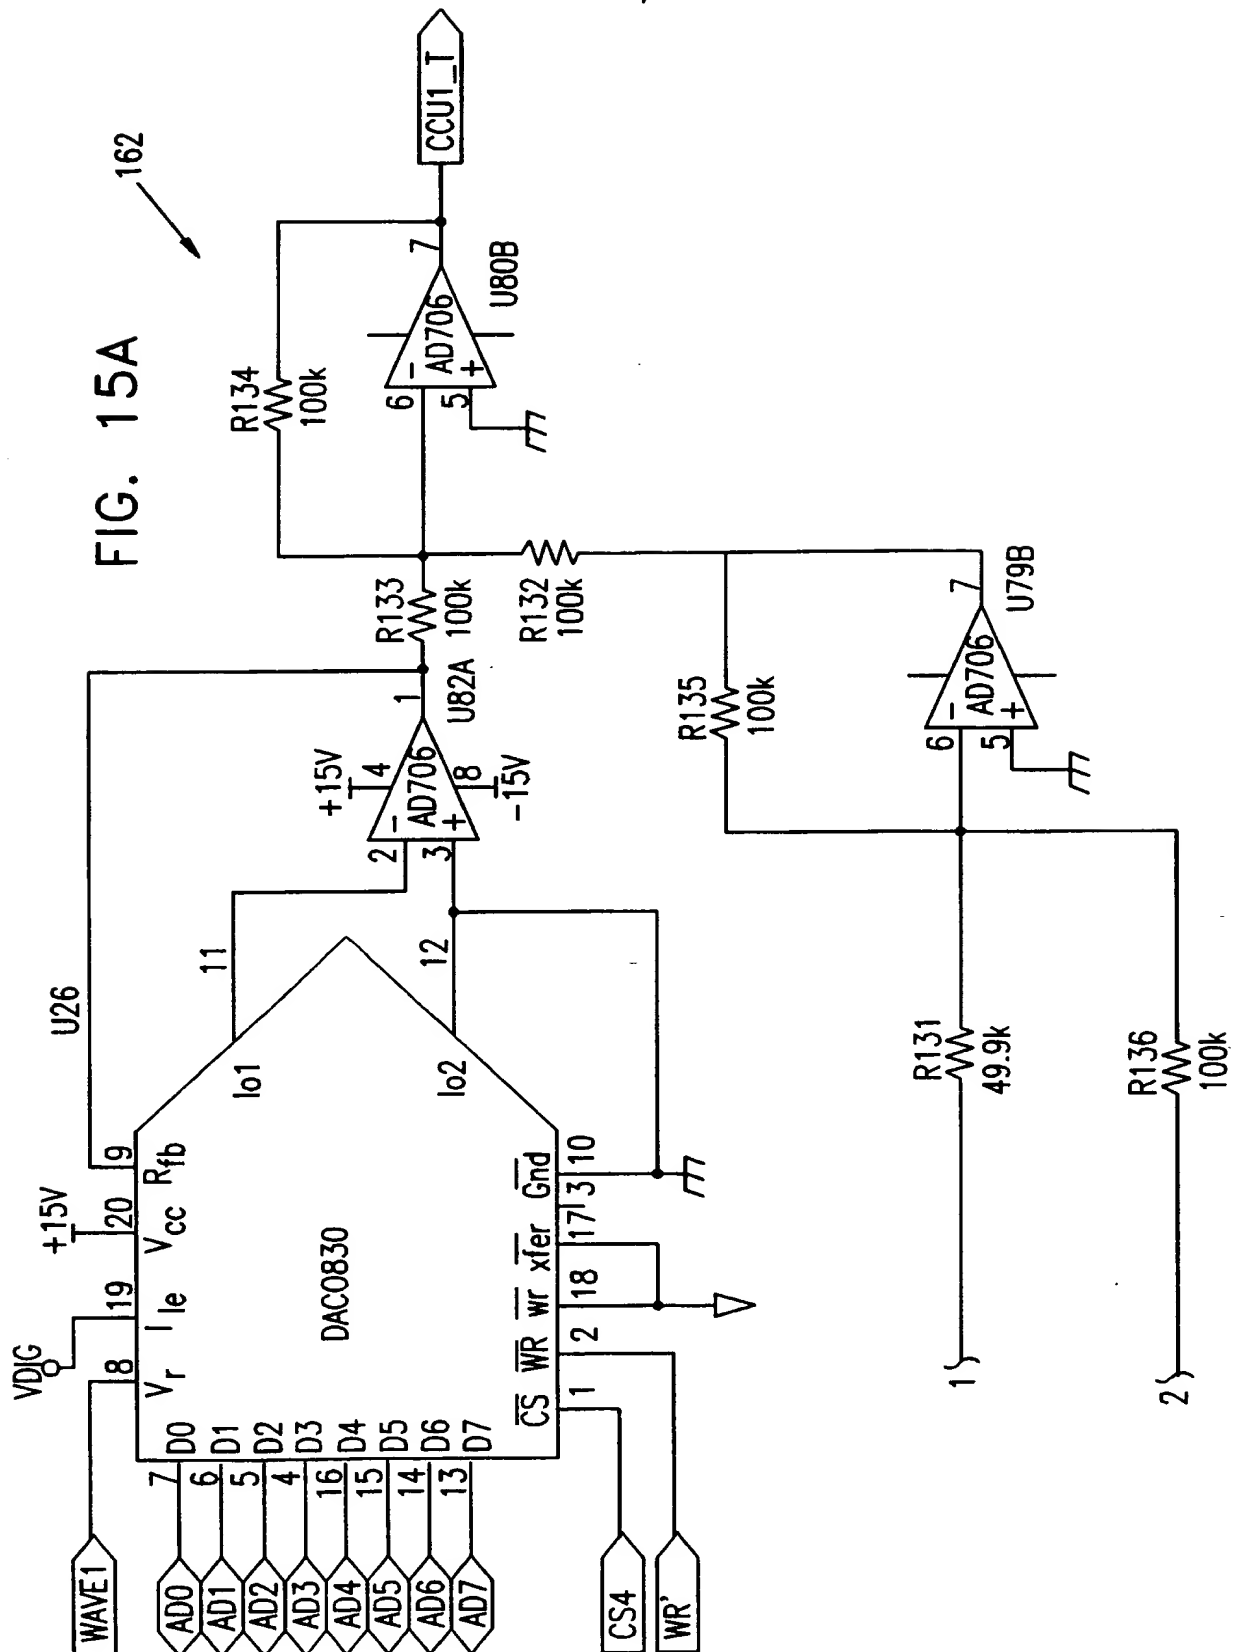 FIG. 15A
162
WAVE1
AD0
AD1
AD2
AD3
AD4
AD5
AD6
AD7
CS4
WR'
7
6
5
4
16
15
14
13
D0
D1
D2
D3
D4
D5
D6
D7
VDIG
+15V
8
19
20
9
Vr
Ile
Vcc
Rfb
U26
DAC0830
Io1
Io2
11
12
CS
WR
wr
xfer
Gnd
1
2
18
17
3
10
+15V
4
2
3
−
+
AD706
8
-15V
1
U82A
R133
100k
R132
100k
R134
100k
6
5
−
+
AD706
7
U80B
CCU1_T
1
2
R131
49.9k
R136
100k
R135
100k
6
5
−
+
AD706
7
U79B